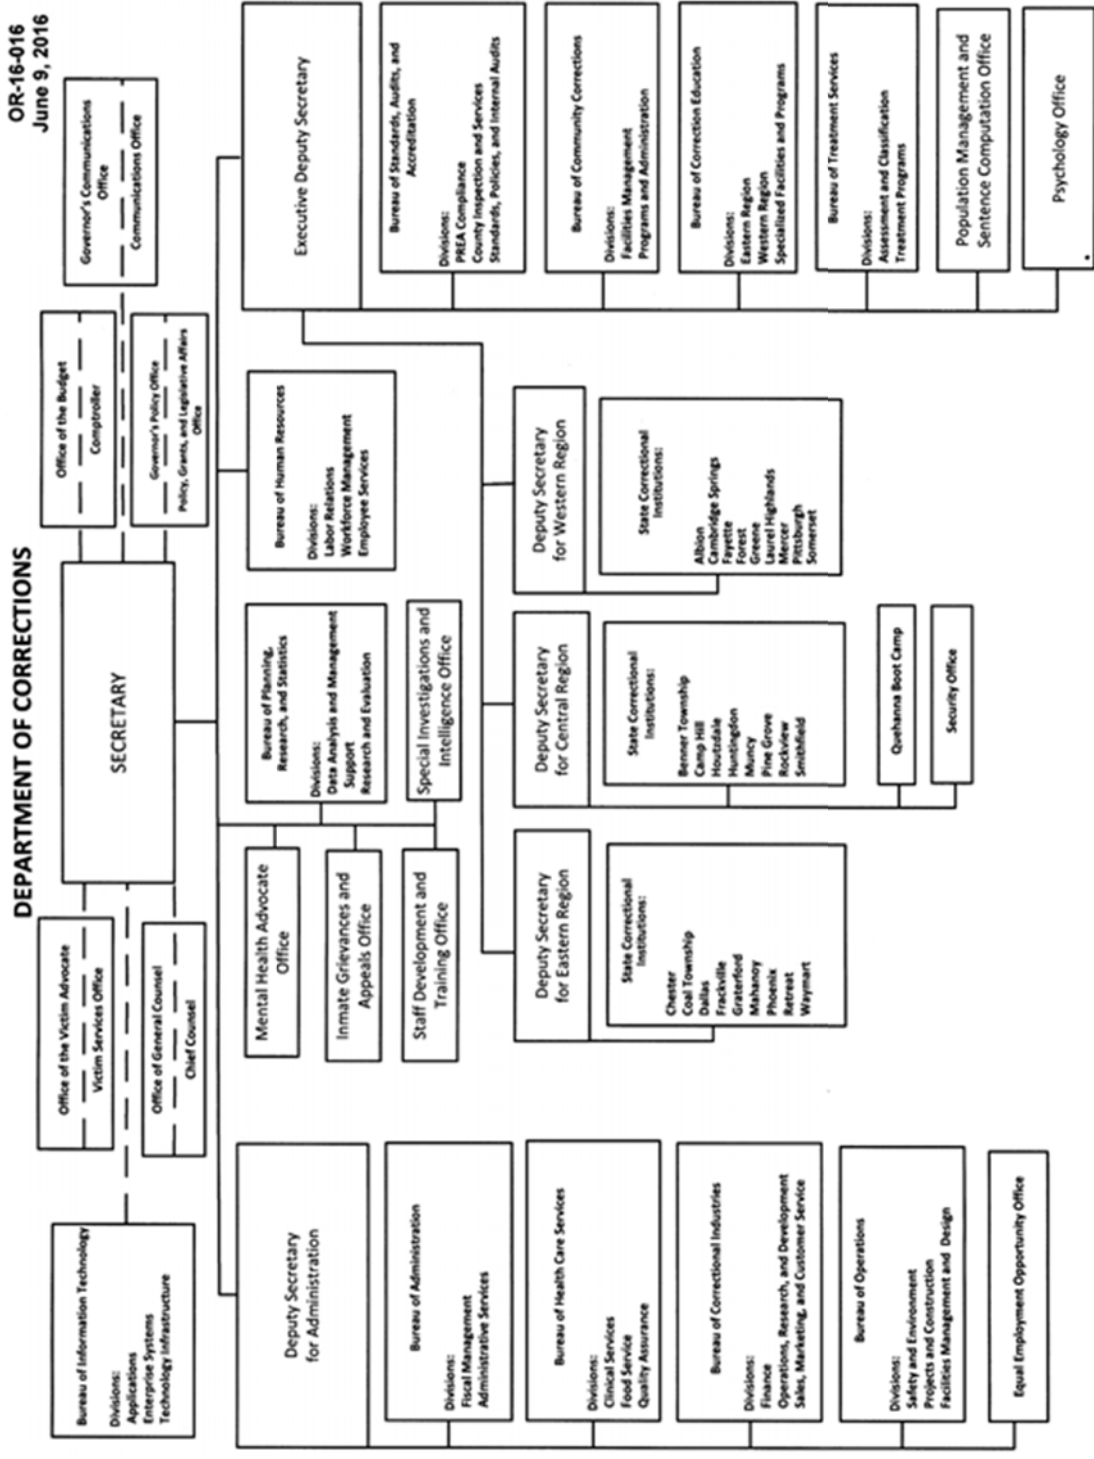 OR-16-016
June 9, 2016
DEPARTMENT OF CORRECTIONS
Bureau of Information Technology
Divisions:
Applications
Enterprise Systems
Technology Infrastructure
Office of the Victim Advocate
Victim Services Office
Office of General Counsel
Chief Counsel
SECRETARY
Office of the Budget
Comptroller
Governor's Policy Office
Policy, Grants, and Legislative Affairs
Office
Governor's Communications
Office
Communications Office
Deputy Secretary
for Administration
Bureau of Administration
Divisions:
Fiscal Management
Administrative Services
Bureau of Health Care Services
Divisions:
Clinical Services
Food Service
Quality Assurance
Bureau of Correctional Industries
Divisions:
Finance
Operations, Research, and Development
Sales, Marketing, and Customer Service
Bureau of Operations
Divisions:
Safety and Environment
Projects and Construction
Facilities Management and Design
Equal Employment Opportunity Office
Mental Health Advocate
Office
Inmate Grievances and
Appeals Office
Staff Development and
Training Office
Bureau of Planning,
Research, and Statistics
Divisions:
Data Analysis and Management
Support
Research and Evaluation
Special Investigations and
Intelligence Office
Bureau of Human Resources
Divisions:
Labor Relations
Workforce Management
Employee Services
Deputy Secretary
for Eastern Region
State Correctional
Institutions:
Chester
Coal Township
Dallas
Frackville
Graterford
Mahanoy
Phoenix
Retreat
Waymart
Deputy Secretary
for Central Region
State Correctional
Institutions:
Benner Township
Camp Hill
Houtzdale
Huntingdon
Muncy
Pine Grove
Rockview
Smithfield
Quehanna Boot Camp
Security Office
Deputy Secretary
for Western Region
State Correctional
Institutions:
Albion
Cambridge Springs
Fayette
Forest
Greene
Laurel Highlands
Mercer
Pittsburgh
Somerset
Executive Deputy Secretary
Bureau of Standards, Audits, and
Accreditation
Divisions:
PREA Compliance
County Inspection and Services
Standards, Policies, and Internal Audits
Bureau of Community Corrections
Divisions:
Facilities Management
Programs and Administration
Bureau of Correction Education
Divisions:
Eastern Region
Western Region
Specialized Facilities and Programs
Bureau of Treatment Services
Divisions:
Assessment and Classification
Treatment Programs
Population Management and
Sentence Computation Office
Psychology Office